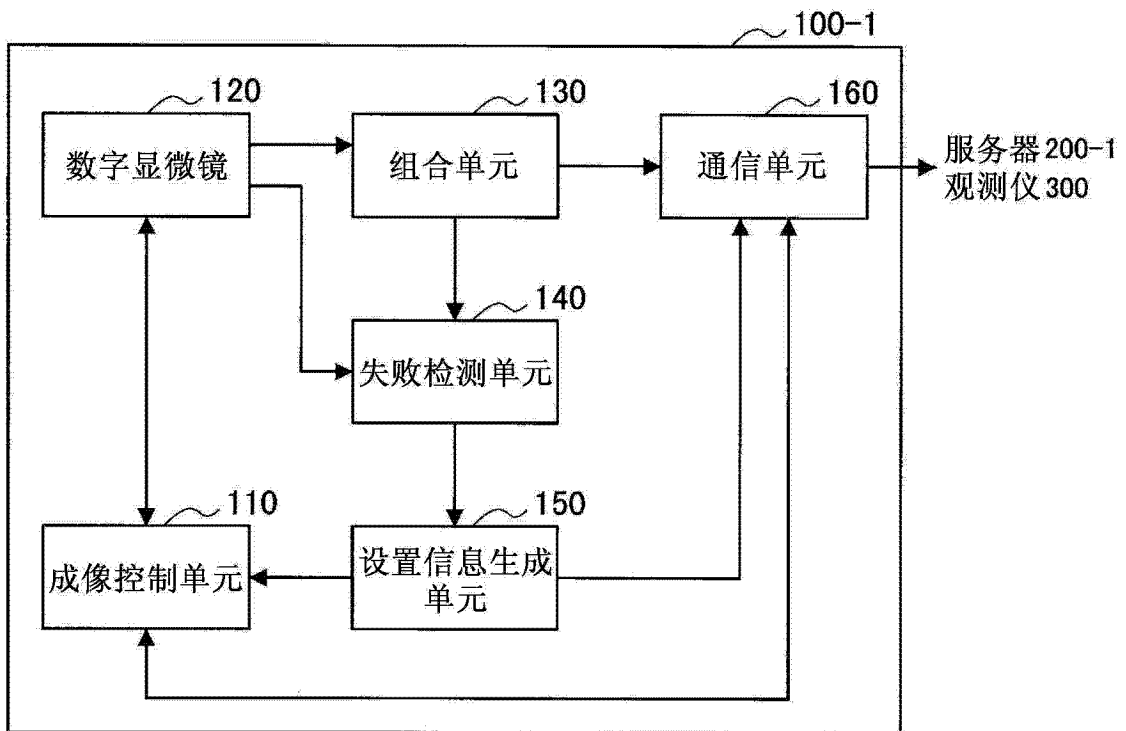 100-1
120
130
160
数字显微镜
组合单元
通信单元
服务器200-1
观测仪300
140
失败检测单元
110
150
成像控制单元
设置信息生成
单元